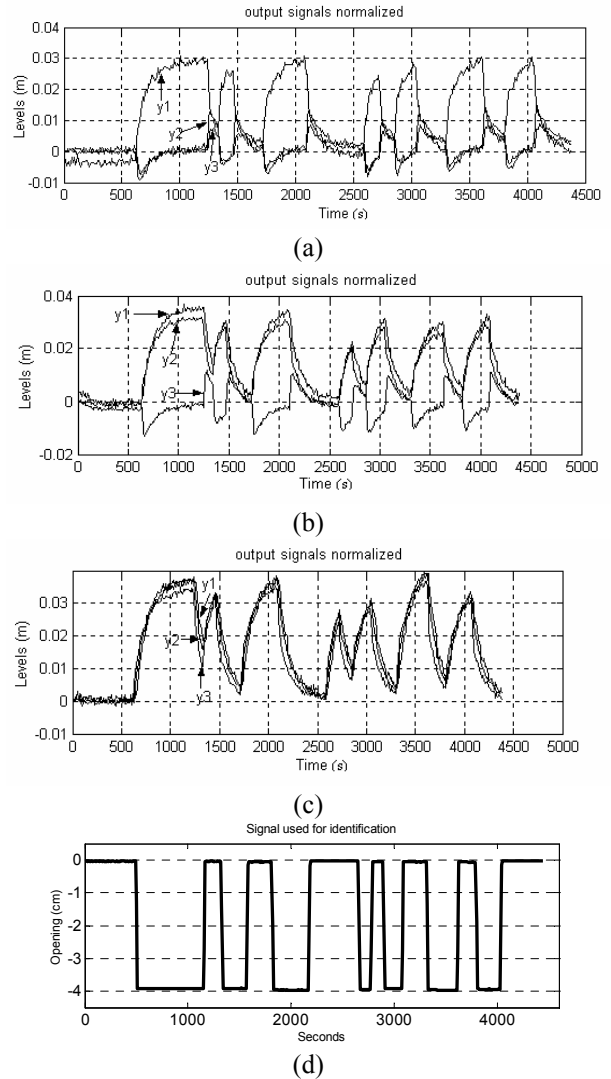 output signals normalized
0.04
0.03
0.02
0.01
0
-0.01
Levels (m)
y1
y2
y3
0 500 1000 1500 2000 2500 3000 3500 4000 4500
Time (s)
(a)
output signals normalized
0.04
0.02
0
-0.02
Levels (m)
y1
y2
y3
0 500 1000 1500 2000 2500 3000 3500 4000 4500 5000
Time (s)
(b)
output signals normalized
0.03
0.02
0.01
0
-0.01
Levels (m)
y1
y2
y3
0 500 1000 1500 2000 2500 3000 3500 4000 4500 5000
Time (s)
(c)
Signal used for identification
0
-1
-2
-3
-4
Opening (cm)
0 1000 2000 3000 4000
Seconds
(d)